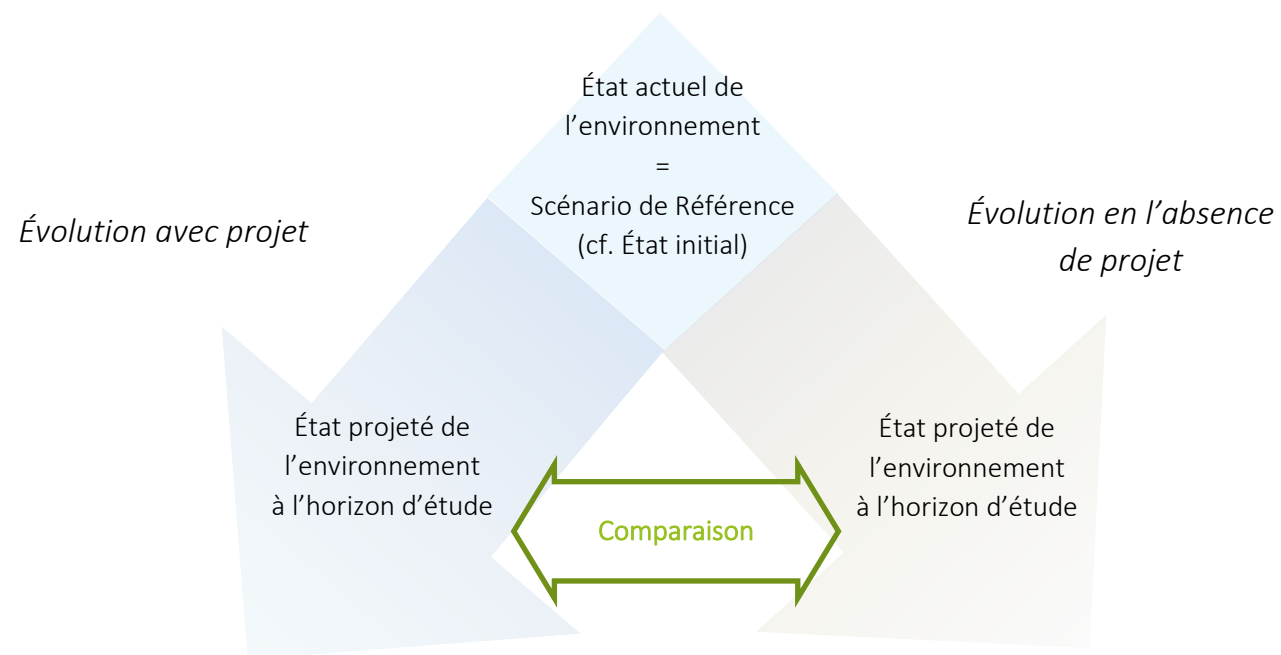 État actuel de
l’environnement
=
Scénario de Référence
(cf. État initial)
Évolution avec projet
Évolution en l’absence
de projet
État projeté de
l’environnement
à l’horizon d’étude
Comparaison
État projeté de
l’environnement
à l’horizon d’étude